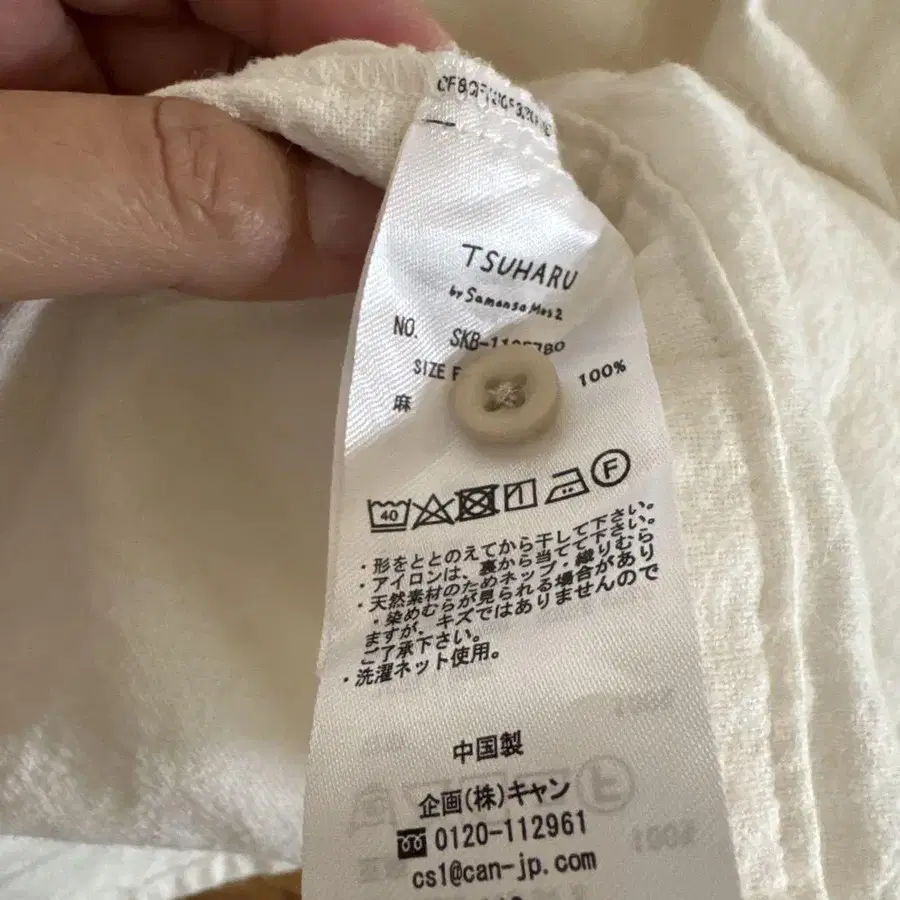 TSUHARU
by Samansa Mos2
NO. SKB-
SIZE F
麻 100%
40
F
・形をととのえてから干して下さい。
・アイロンは、裏から当てて下さい。
・天然素材のためネップ・織りむら
・染めむらが見られる場合があり
ますが、キズではありませんので
ご了承下さい。
・洗濯ネット使用。
中国製
企画(株)キャン
0120-112961
cs1@can-jp.com